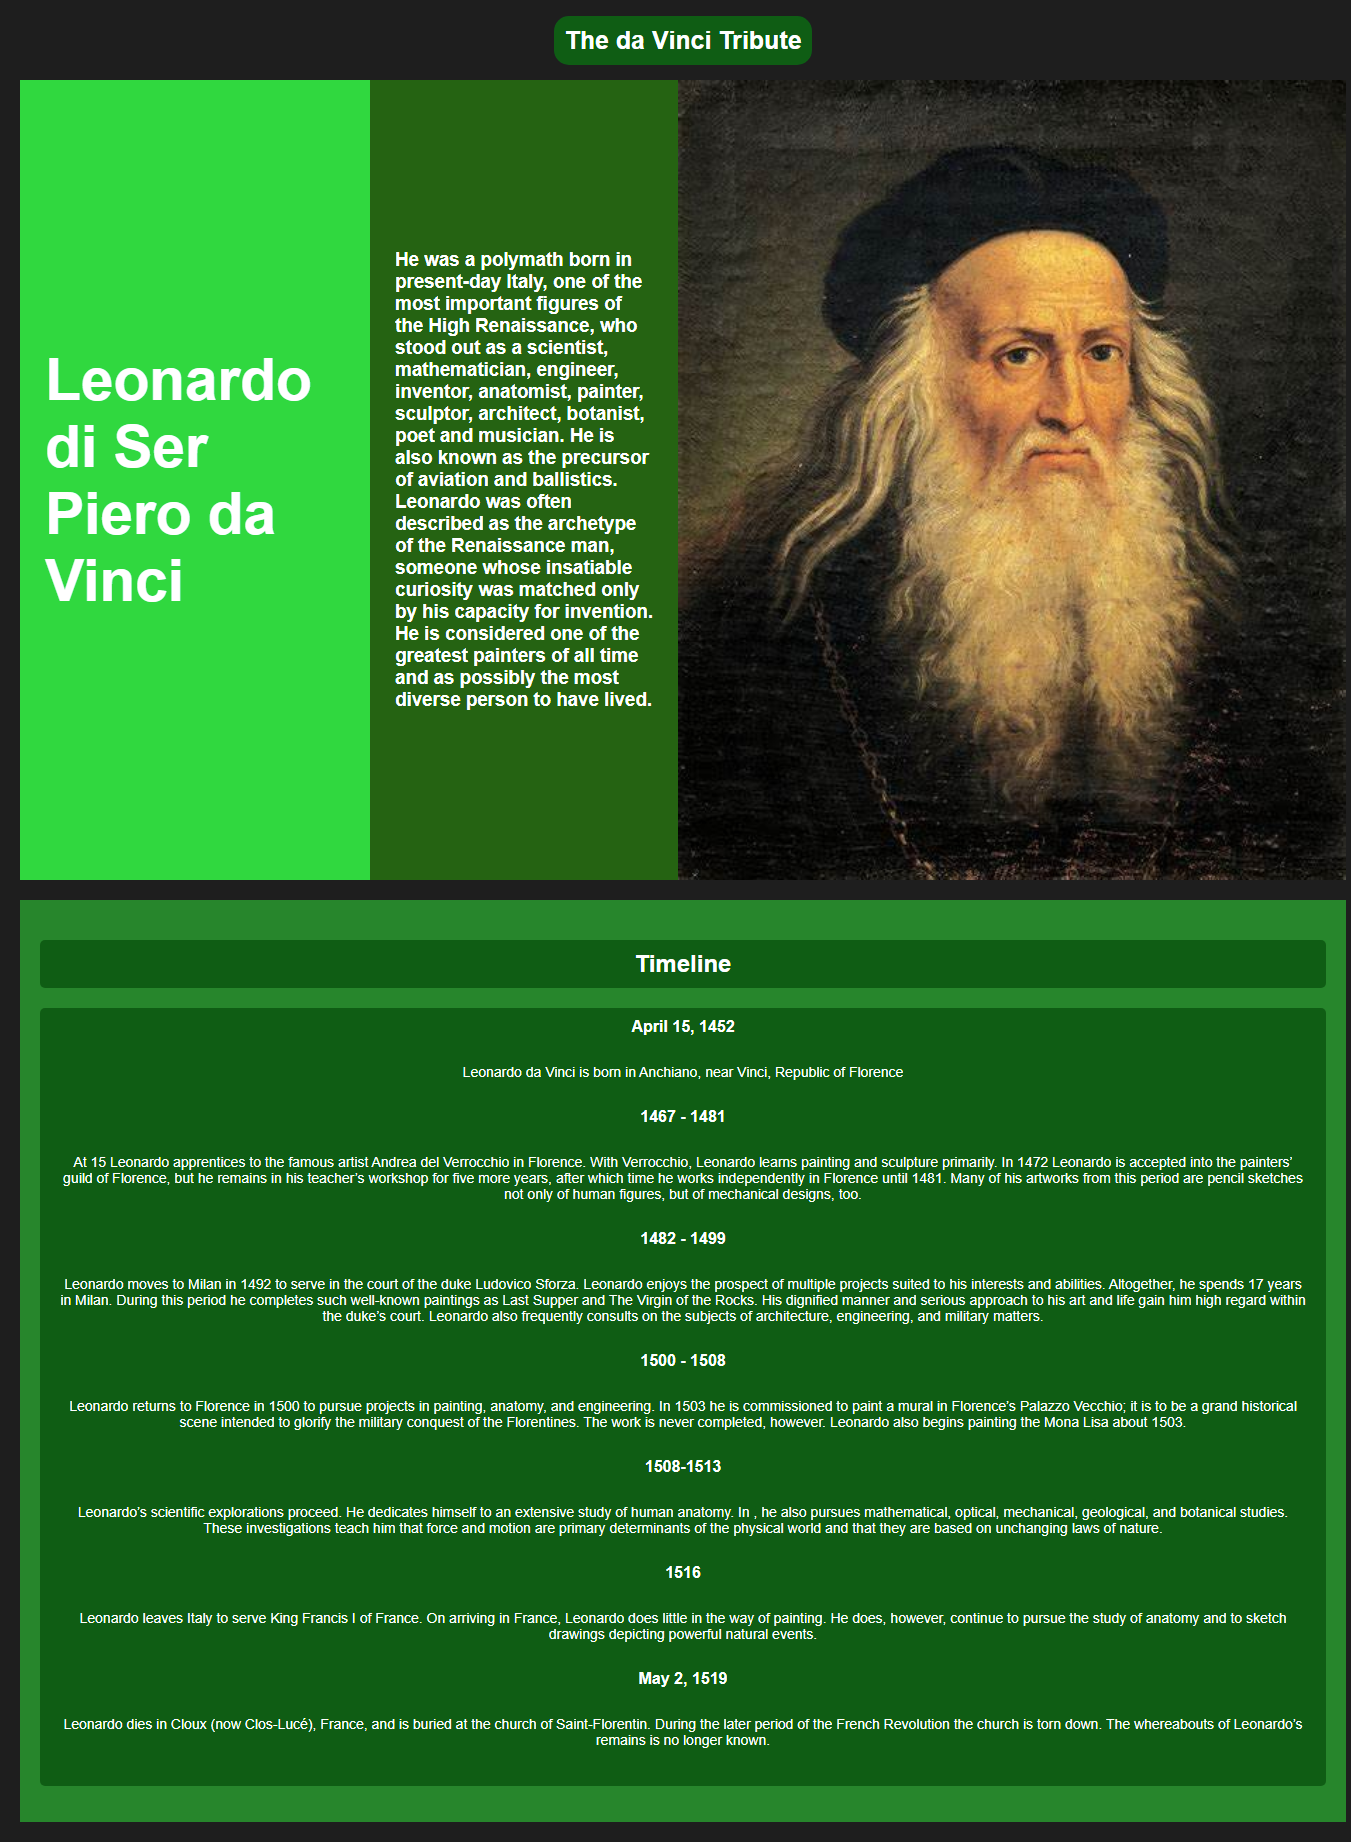 The da Vinci Tribute
Leonardo
di Ser
Piero da
Vinci
He was a polymath born in
present-day Italy, one of the
most important figures of
the High Renaissance, who
stood out as a scientist,
mathematician, engineer,
inventor, anatomist, painter,
sculptor, architect, botanist,
poet and musician. He is
also known as the precursor
of aviation and ballistics.
Leonardo was often
described as the archetype
of the Renaissance man,
someone whose insatiable
curiosity was matched only
by his capacity for invention.
He is considered one of the
greatest painters of all time
and as possibly the most
diverse person to have lived.
Timeline
April 15, 1452
Leonardo da Vinci is born in Anchiano, near Vinci, Republic of Florence
1467 - 1481
At 15 Leonardo apprentices to the famous artist Andrea del Verrocchio in Florence. With Verrocchio, Leonardo learns painting and sculpture primarily. In 1472 Leonardo is accepted into the painters’
guild of Florence, but he remains in his teacher’s workshop for five more years, after which time he works independently in Florence until 1481. Many of his artworks from this period are pencil sketches
not only of human figures, but of mechanical designs, too.
1482 - 1499
Leonardo moves to Milan in 1492 to serve in the court of the duke Ludovico Sforza. Leonardo enjoys the prospect of multiple projects suited to his interests and abilities. Altogether, he spends 17 years
in Milan. During this period he completes such well-known paintings as Last Supper and The Virgin of the Rocks. His dignified manner and serious approach to his art and life gain him high regard within
the duke’s court. Leonardo also frequently consults on the subjects of architecture, engineering, and military matters.
1500 - 1508
Leonardo returns to Florence in 1500 to pursue projects in painting, anatomy, and engineering. In 1503 he is commissioned to paint a mural in Florence’s Palazzo Vecchio; it is to be a grand historical
scene intended to glorify the military conquest of the Florentines. The work is never completed, however. Leonardo also begins painting the Mona Lisa about 1503.
1508-1513
Leonardo’s scientific explorations proceed. He dedicates himself to an extensive study of human anatomy. In , he also pursues mathematical, optical, mechanical, geological, and botanical studies.
These investigations teach him that force and motion are primary determinants of the physical world and that they are based on unchanging laws of nature.
1516
Leonardo leaves Italy to serve King Francis I of France. On arriving in France, Leonardo does little in the way of painting. He does, however, continue to pursue the study of anatomy and to sketch
drawings depicting powerful natural events.
May 2, 1519
Leonardo dies in Cloux (now Clos-Lucé), France, and is buried at the church of Saint-Florentin. During the later period of the French Revolution the church is torn down. The whereabouts of Leonardo’s
remains is no longer known.